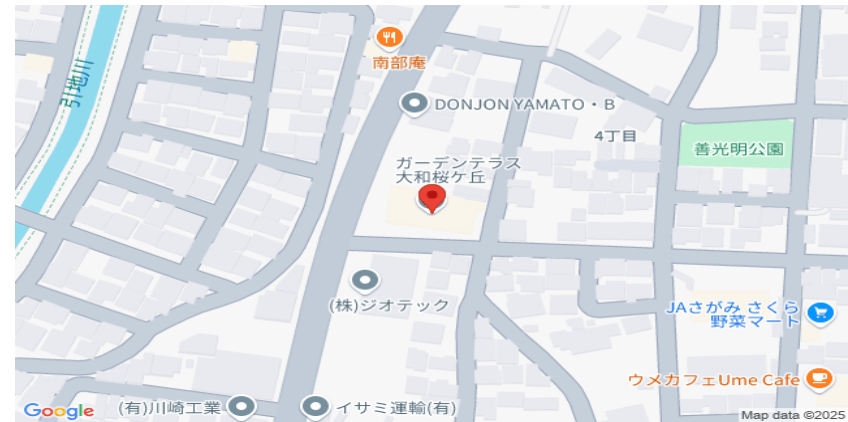 南部庵
引地川
DONJON YAMATO・B
4丁目
善光明公園
ガーデンテラス
大和桜ケ丘
(株)ジオテック
JAさがみ さくら
野菜マート
ウメカフェUme Cafe
(有)川崎工業
イサミ運輸(有)
Google
Map data ©2025